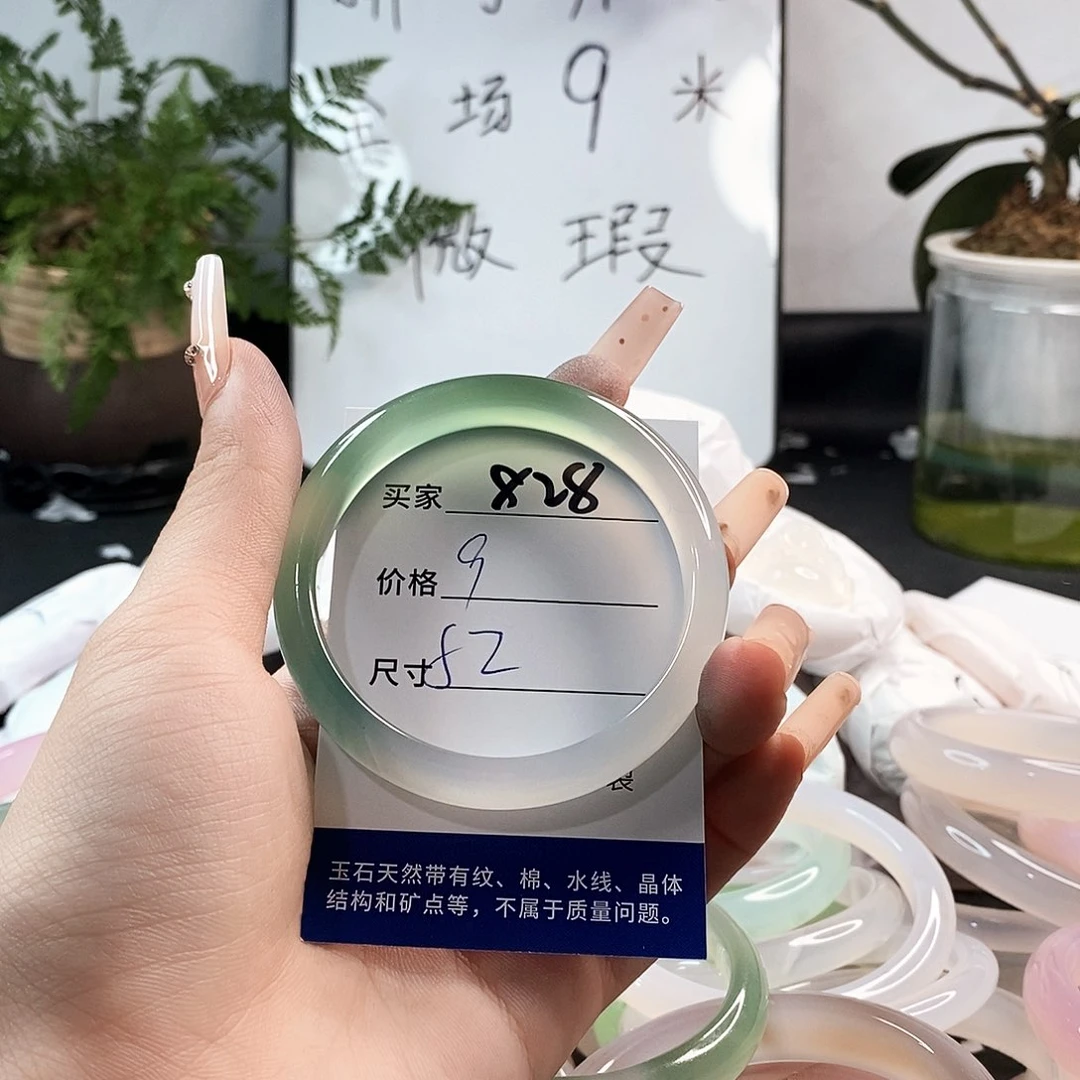 场 9 米
微 瑕
买家 828
价格 9
尺寸 52
裂
玉石天然带有纹、棉、水线、晶体
结构和矿点等，不属于质量问题。